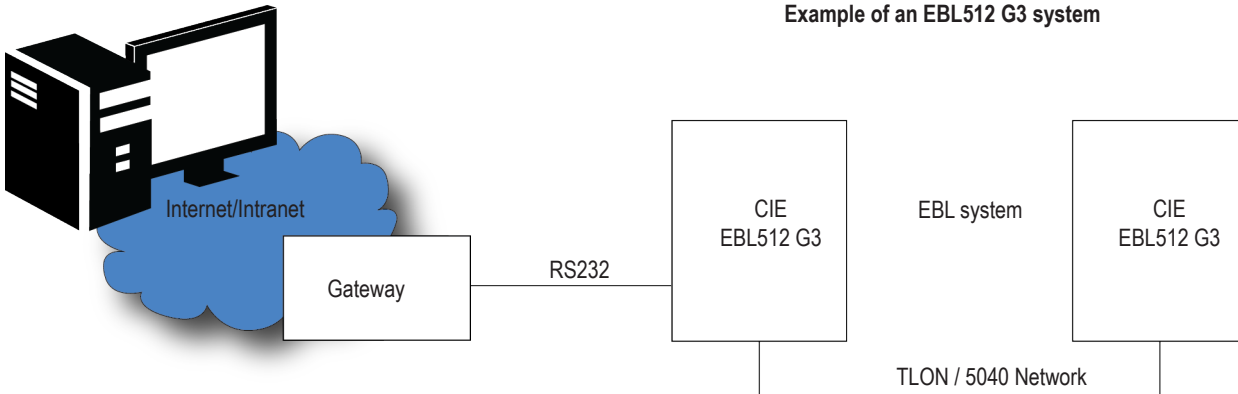 Example of an EBL512 G3 system
Internet/Intranet
Gateway
RS232
CIE
EBL512 G3
EBL system
CIE
EBL512 G3
TLON / 5040 Network